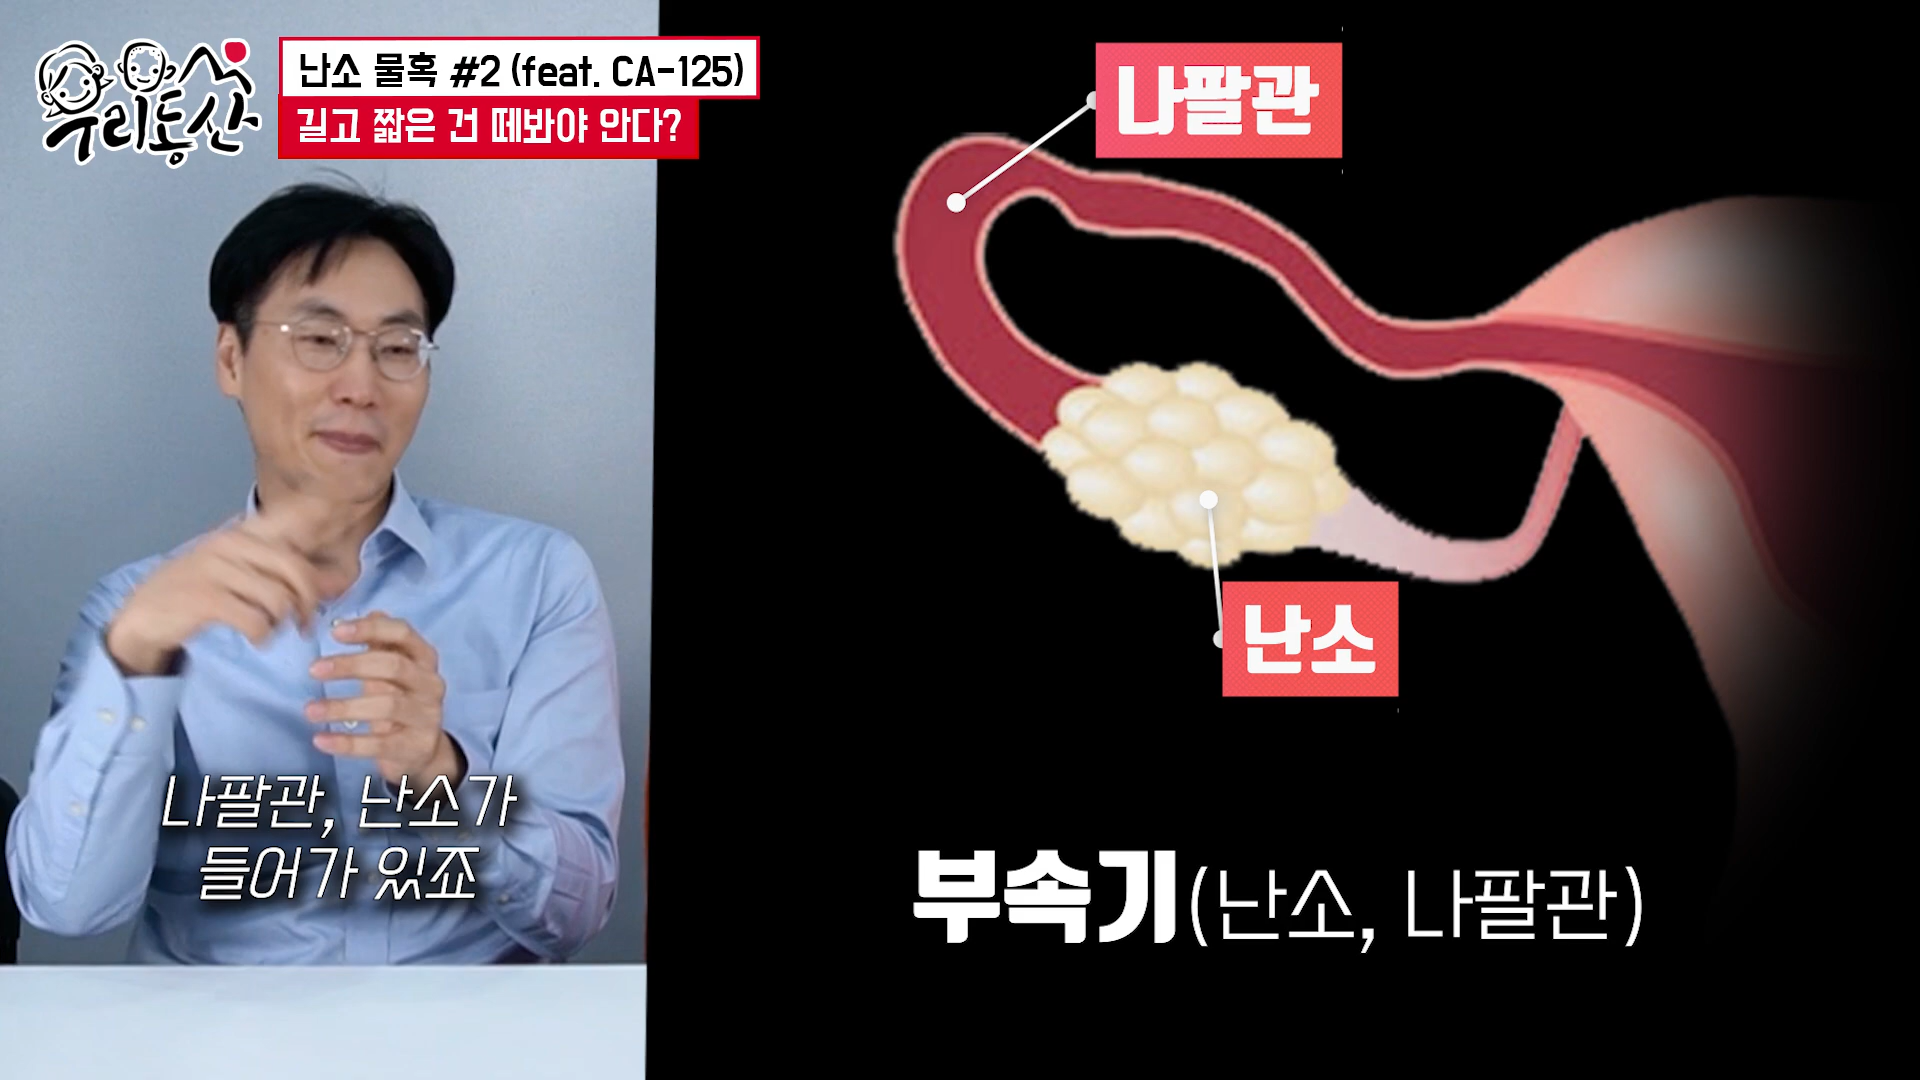 우리동산
난소 물혹 #2 (feat. CA-125)
길고 짧은 건 떼봐야 안다?
나팔관
난소
나팔관, 난소가
들어가 있죠
부속기(난소, 나팔관)